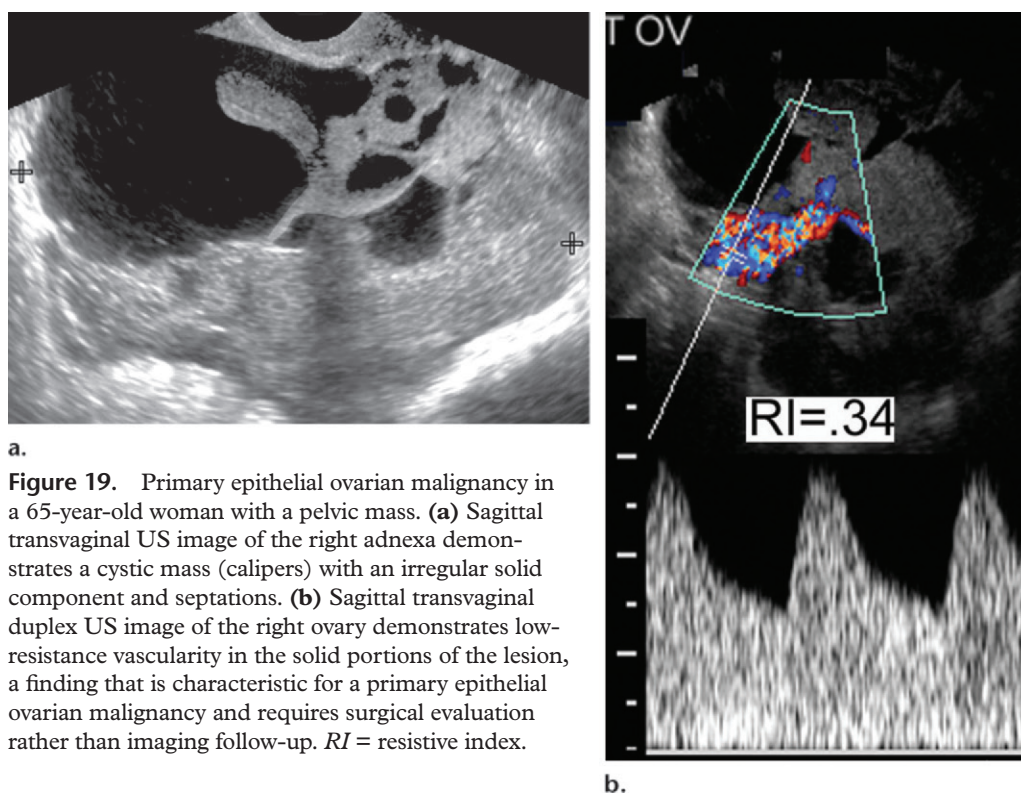 T OV
RI=.34
a.
Figure 19. Primary epithelial ovarian malignancy in
a 65-year-old woman with a pelvic mass. (a) Sagittal
transvaginal US image of the right adnexa demon-
strates a cystic mass (calipers) with an irregular solid
component and septations. (b) Sagittal transvaginal
duplex US image of the right ovary demonstrates low-
resistance vascularity in the solid portions of the lesion,
a finding that is characteristic for a primary epithelial
ovarian malignancy and requires surgical evaluation
rather than imaging follow-up. RI = resistive index.
b.